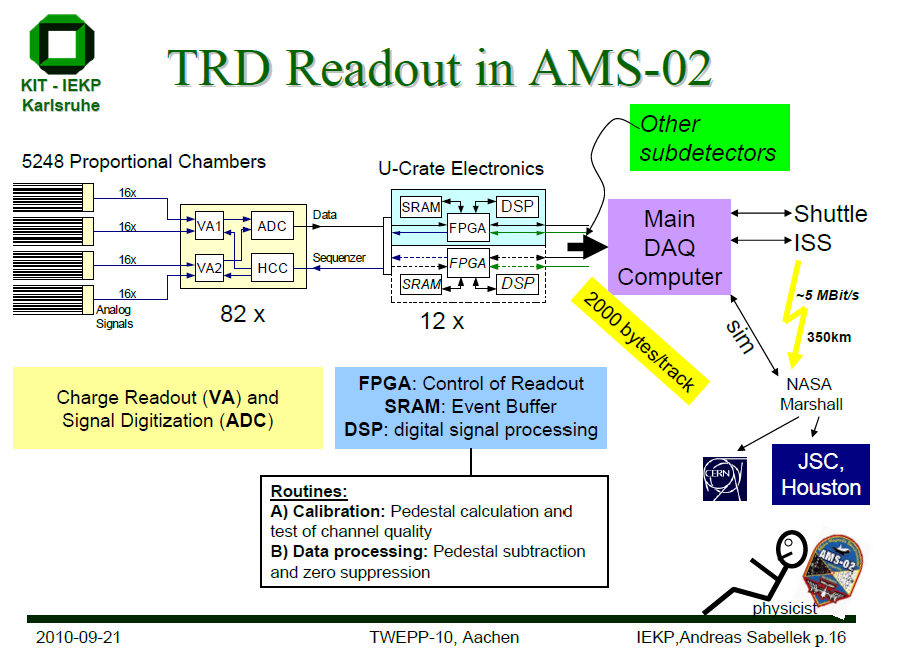 KIT - IEKP
Karlsruhe
TRD Readout in AMS-02
Other
subdetectors
5248 Proportional Chambers
U-Crate Electronics
16x
16x
16x
16x
Analog
Signals
VA1
ADC
VA2
HCC
82 x
Data
Sequenzer
SRAM
DSP
FPGA
FPGA
SRAM
DSP
12 x
Main
DAQ
Computer
2000 bytes/track
Shuttle
ISS
~5 MBit/s
350km
sim
NASA
Marshall
CERN
JSC,
Houston
Charge Readout (VA) and
Signal Digitization (ADC)
FPGA: Control of Readout
SRAM: Event Buffer
DSP: digital signal processing
Routines:
A) Calibration: Pedestal calculation and
test of channel quality
B) Data processing: Pedestal subtraction
and zero suppression
AMS-02
physicist
2010-09-21
TWEPP-10, Aachen
IEKP,Andreas Sabellek p.16